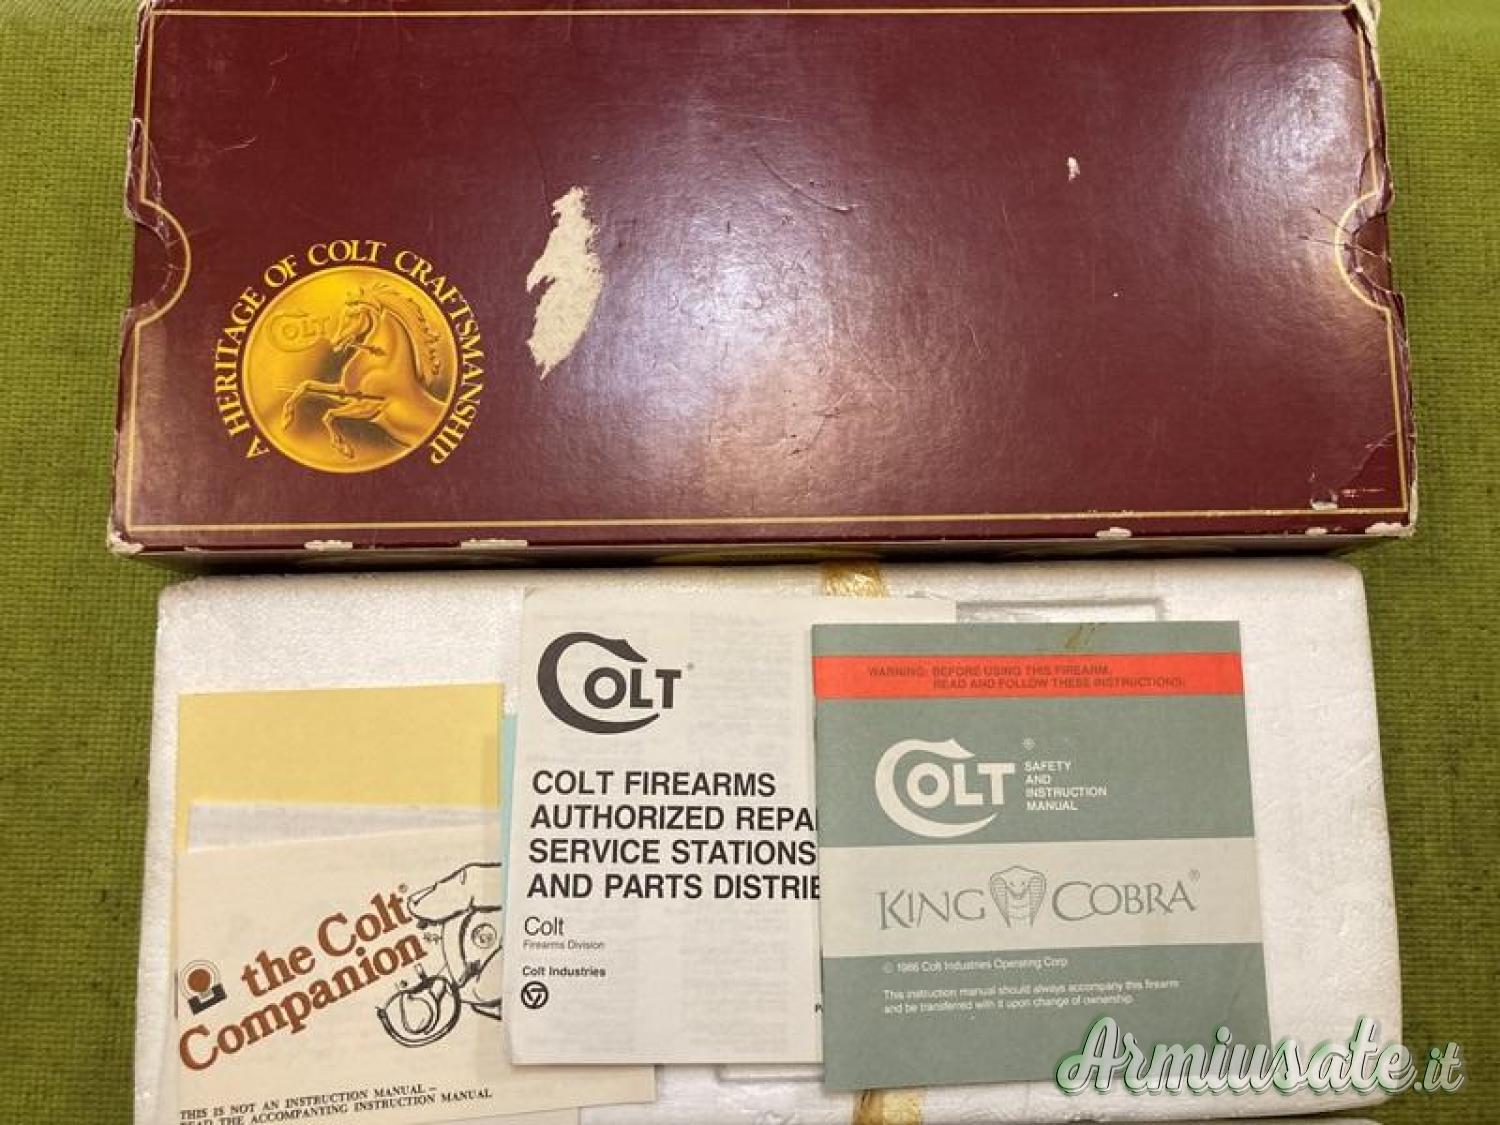 A HERITAGE OF COLT CRAFTSMANSHIP
COLT
COLT®
COLT FIREARMS
AUTHORIZED REPAI
SERVICE STATIONS
AND PARTS DISTRIB
Colt
Firearms Division
Colt Industries
WARNING: BEFORE USING THIS FIREARM,
READ AND FOLLOW THESE INSTRUCTIONS.
COLT®
SAFETY
AND
INSTRUCTION
MANUAL
KING COBRA®
© 1986 Colt Industries Operating Corp
This instruction manual should always accompany this firearm
and be transferred with it upon change of ownership.
the Colt®
Companion
THIS IS NOT AN INSTRUCTION MANUAL –
READ THE ACCOMPANYING INSTRUCTION MANUAL
Armiusate.it